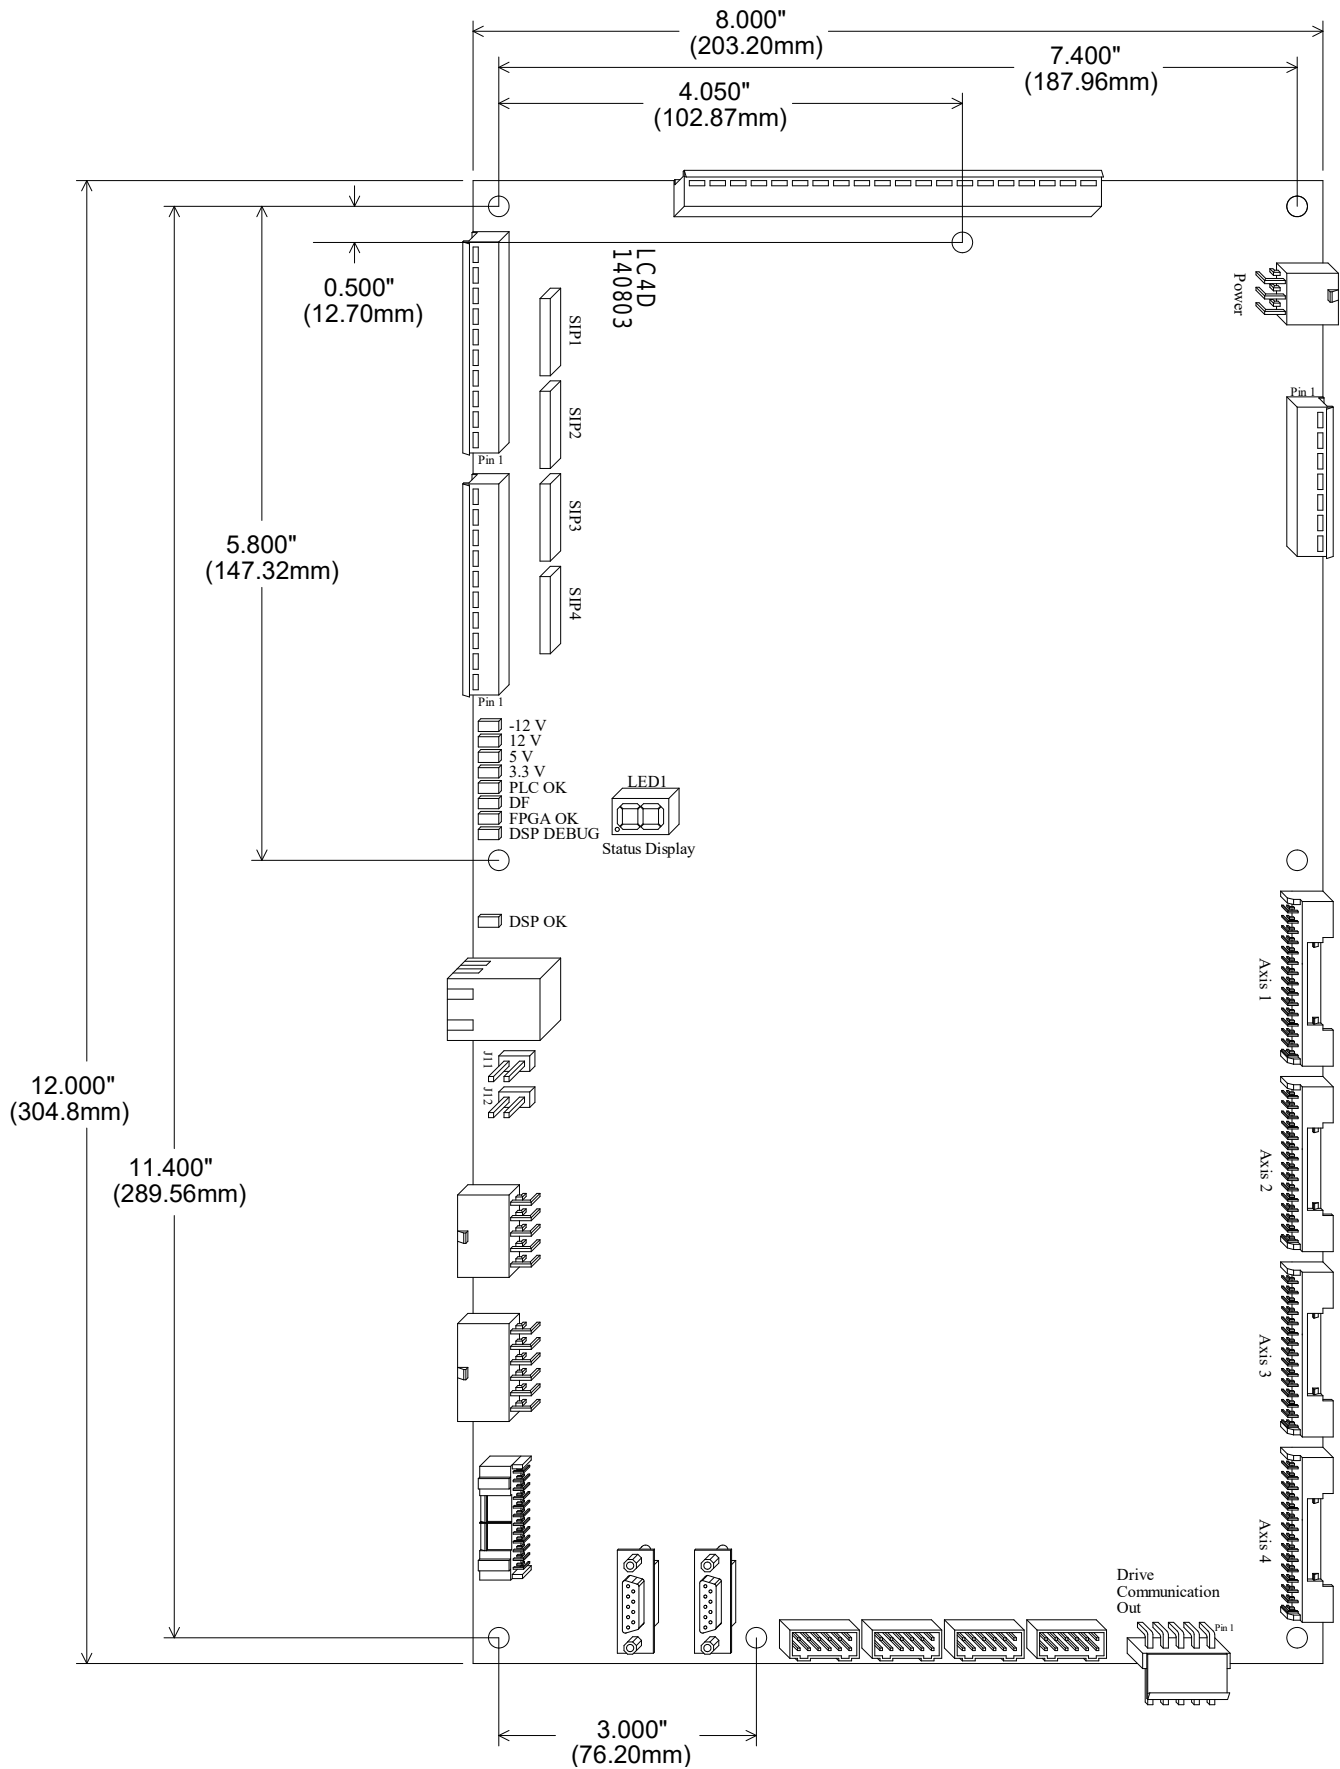 8.000"
(203.20mm)
7.400"
(187.96mm)
4.050"
(102.87mm)
0.500"
(12.70mm)
LC4D
140803
SIP1
Power
Pin 1
SIP2
Pin 1
SIP3
5.800"
(147.32mm)
SIP4
Pin 1
-12 V
12 V
5 V
3.3 V
PLC OK
DF
FPGA OK
DSP DEBUG
LED1
Status Display
DSP OK
Axis 1
J11
J12
12.000"
(304.8mm)
11.400"
(289.56mm)
Axis 2
Axis 3
Axis 4
Drive
Communication
Out
Pin 1
3.000"
(76.20mm)